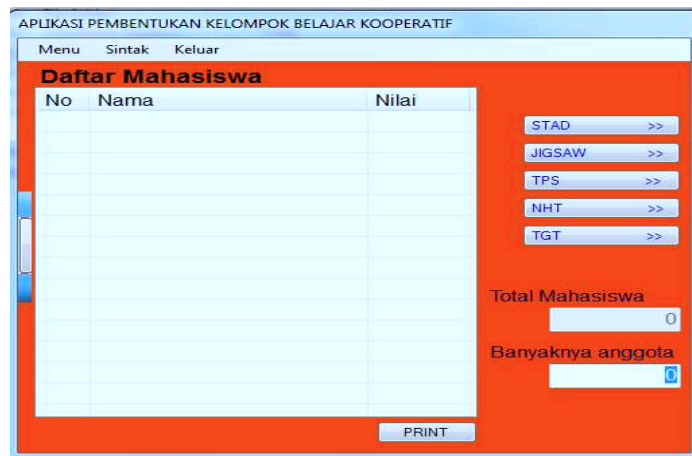 APLIKASI PEMBENTUKAN KELOMPOK BELAJAR KOOPERATIF
Menu Sintak Keluar
Daftar Mahasiswa
No Nama Nilai
STAD >>
JIGSAW >>
TPS >>
NHT >>
TGT >>
Total Mahasiswa
0
Banyaknya anggota
0
PRINT